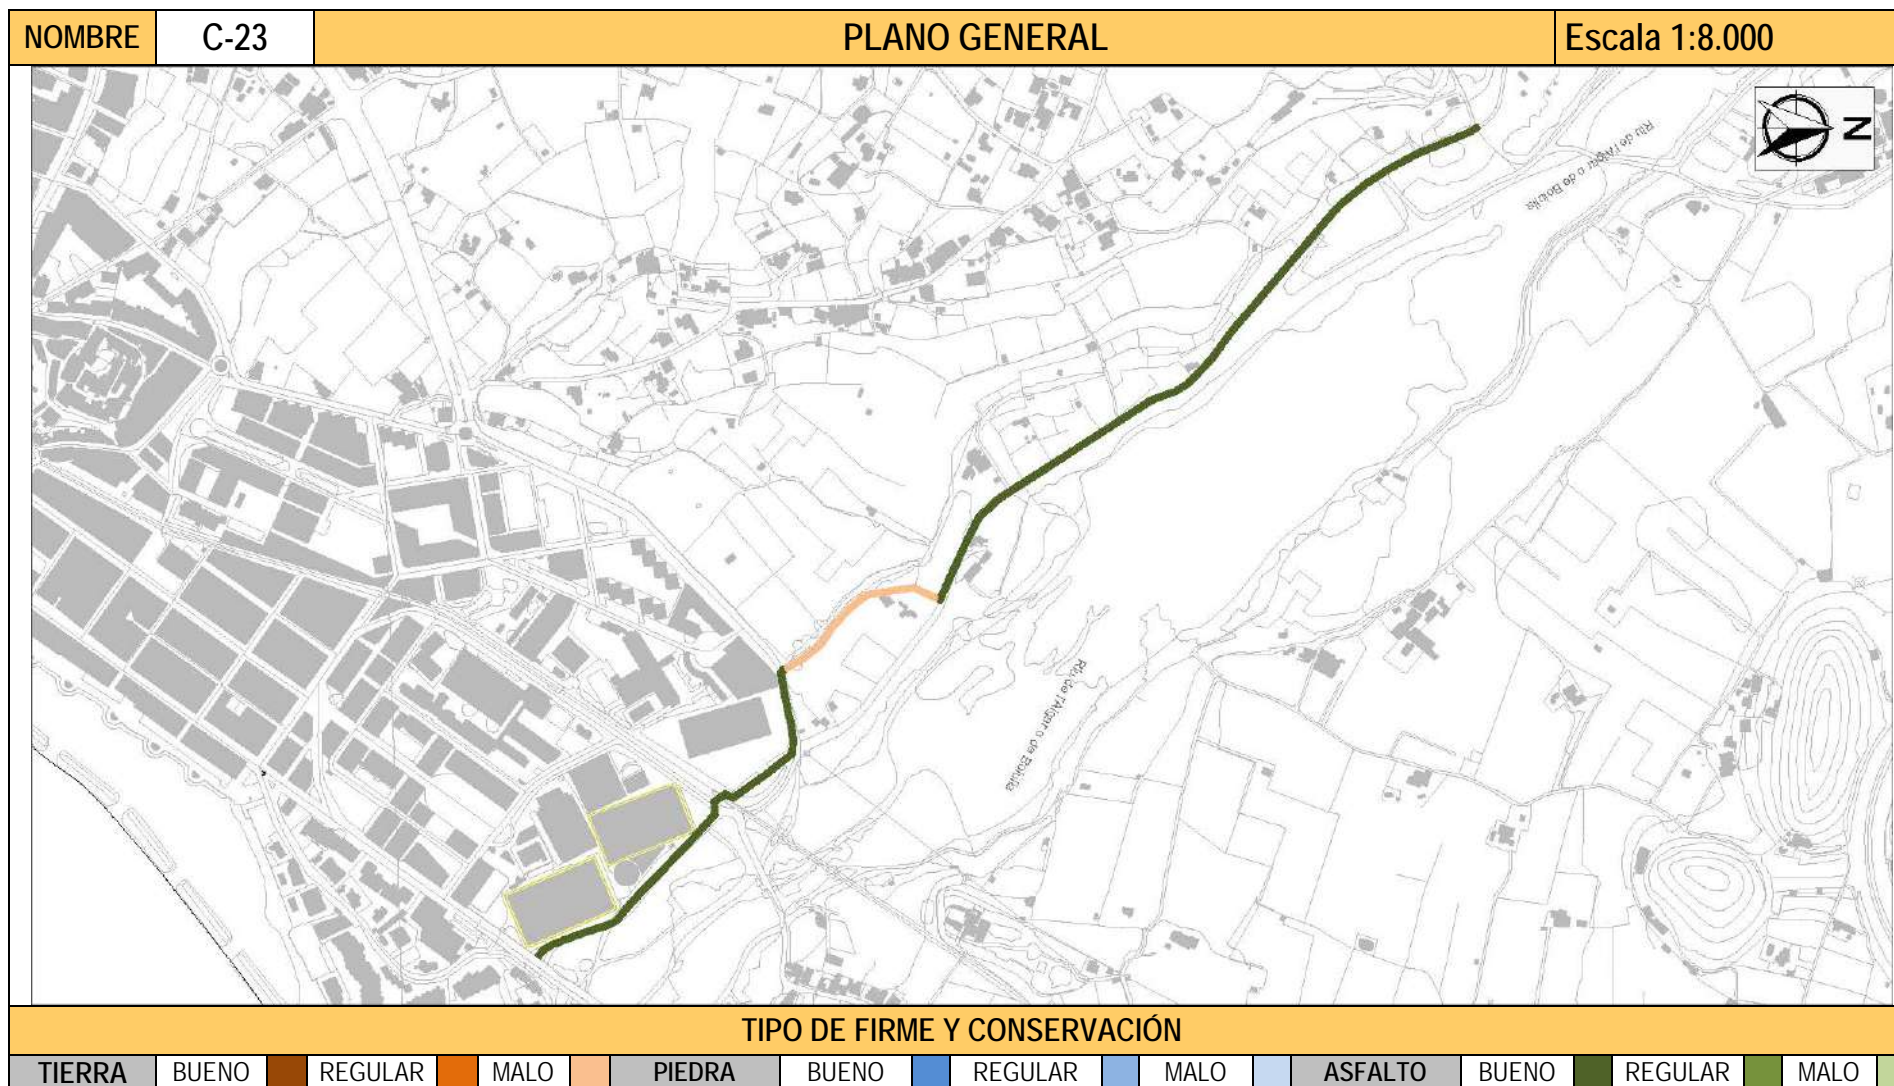 NOMBRE C-23 PLANO GENERAL Escala 1:8.000
N
Riu de l'Algar o de Bolulla
Riu de l'Algar o de Bolulla
TIPO DE FIRME Y CONSERVACIÓN
TIERRA BUENO REGULAR MALO PIEDRA BUENO REGULAR MALO ASFALTO BUENO REGULAR MALO